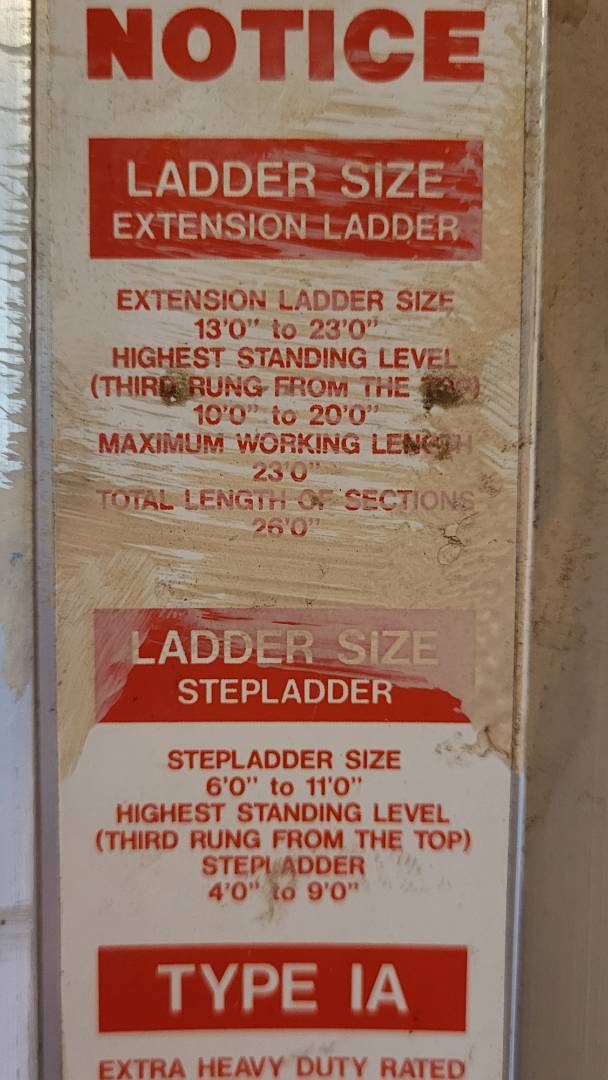 NOTICE
LADDER SIZE
EXTENSION LADDER
EXTENSION LADDER SIZE
13'0" to 23'0"
HIGHEST STANDING LEVEL
(THIRD RUNG FROM THE TOP)
10'0" to 20'0"
MAXIMUM WORKING LENGTH
23'0"
TOTAL LENGTH OF SECTIONS
26'0"
LADDER SIZE
STEPLADDER
STEPLADDER SIZE
6'0" to 11'0"
HIGHEST STANDING LEVEL
(THIRD RUNG FROM THE TOP)
STEPLADDER
4'0" to 9'0"
TYPE IA
EXTRA HEAVY DUTY RATED